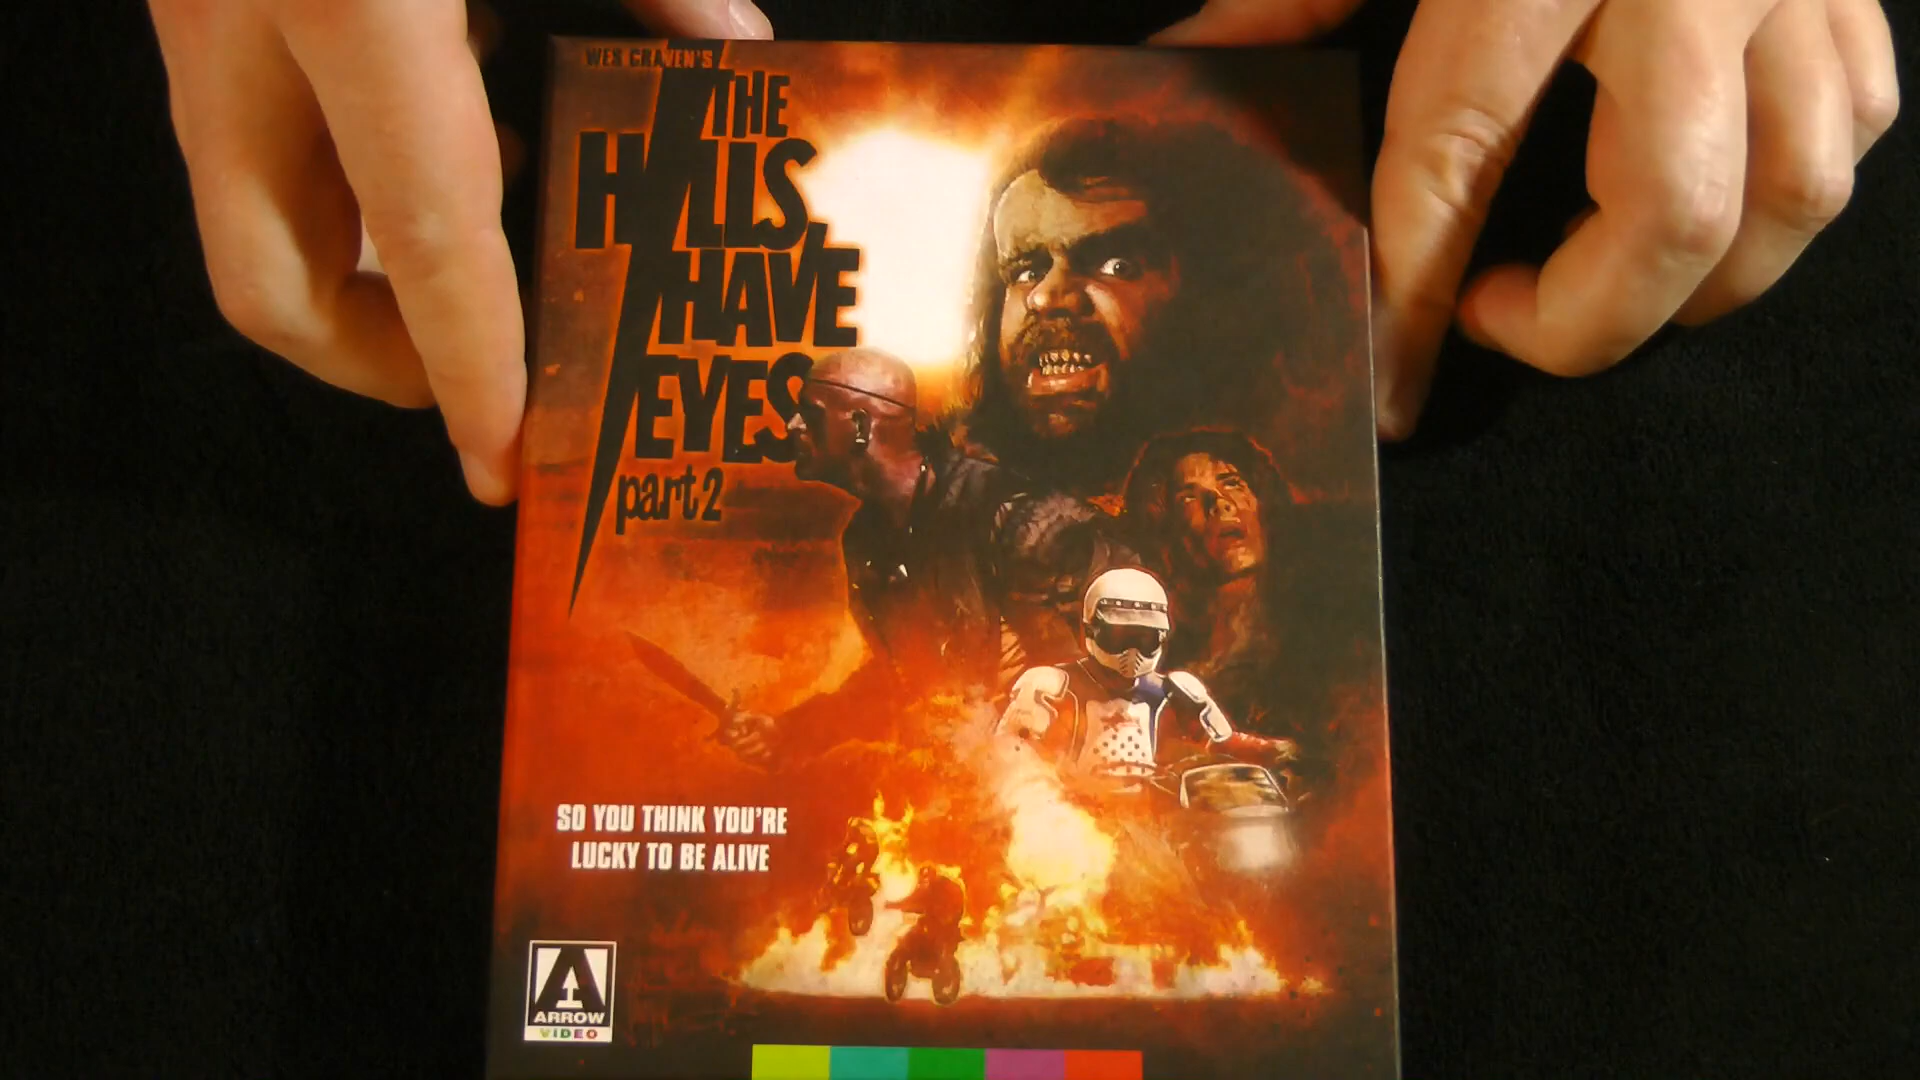 WES CRAVEN'S
THE
HILLS
HAVE
EYES
part 2
SO YOU THINK YOU'RE
LUCKY TO BE ALIVE
A
ARROW
VIDEO